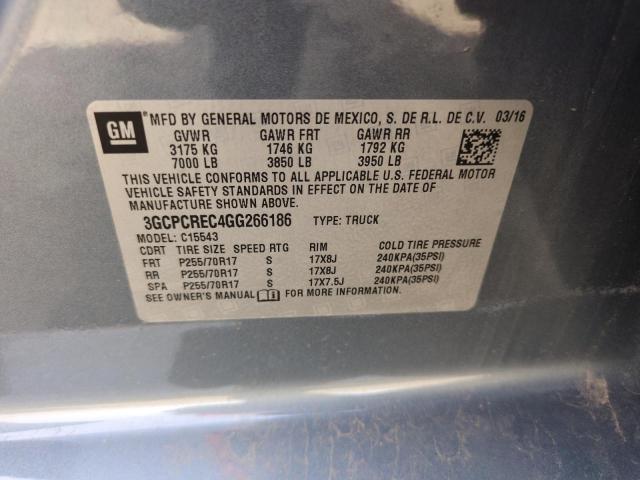 GM
MFD BY GENERAL MOTORS DE MEXICO, S. DE R.L. DE C.V. 03/16
GVWR GAWR FRT GAWR RR
3175 KG 1746 KG 1792 KG
7000 LB 3850 LB 3950 LB
THIS VEHICLE CONFORMS TO ALL APPLICABLE U.S. FEDERAL MOTOR
VEHICLE SAFETY STANDARDS IN EFFECT ON THE DATE OF
MANUFACTURE SHOWN ABOVE.
3GCPCREC4GG266186 TYPE: TRUCK
MODEL: C15543
CDRT TIRE SIZE SPEED RTG RIM COLD TIRE PRESSURE
FRT P255/70R17 S 17X8J 240KPA(35PSI)
RR P255/70R17 S 17X8J 240KPA(35PSI)
SPA P255/70R17 S 17X7.5J 240KPA(35PSI)
SEE OWNER'S MANUAL FOR MORE INFORMATION.